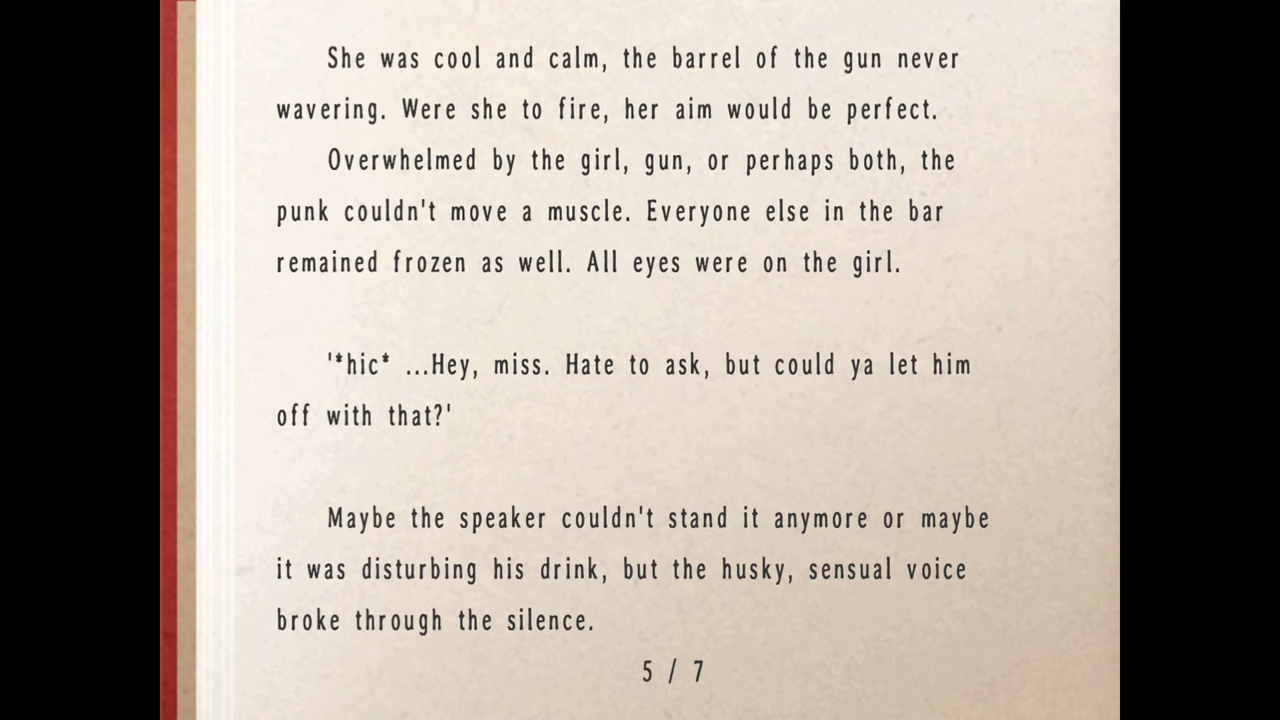 She was cool and calm, the barrel of the gun never
wavering. Were she to fire, her aim would be perfect.
Overwhelmed by the girl, gun, or perhaps both, the
punk couldn't move a muscle. Everyone else in the bar
remained frozen as well. All eyes were on the girl.
'*hic* ...Hey, miss. Hate to ask, but could ya let him
off with that?'
Maybe the speaker couldn't stand it anymore or maybe
it was disturbing his drink, but the husky, sensual voice
broke through the silence.
5 / 7